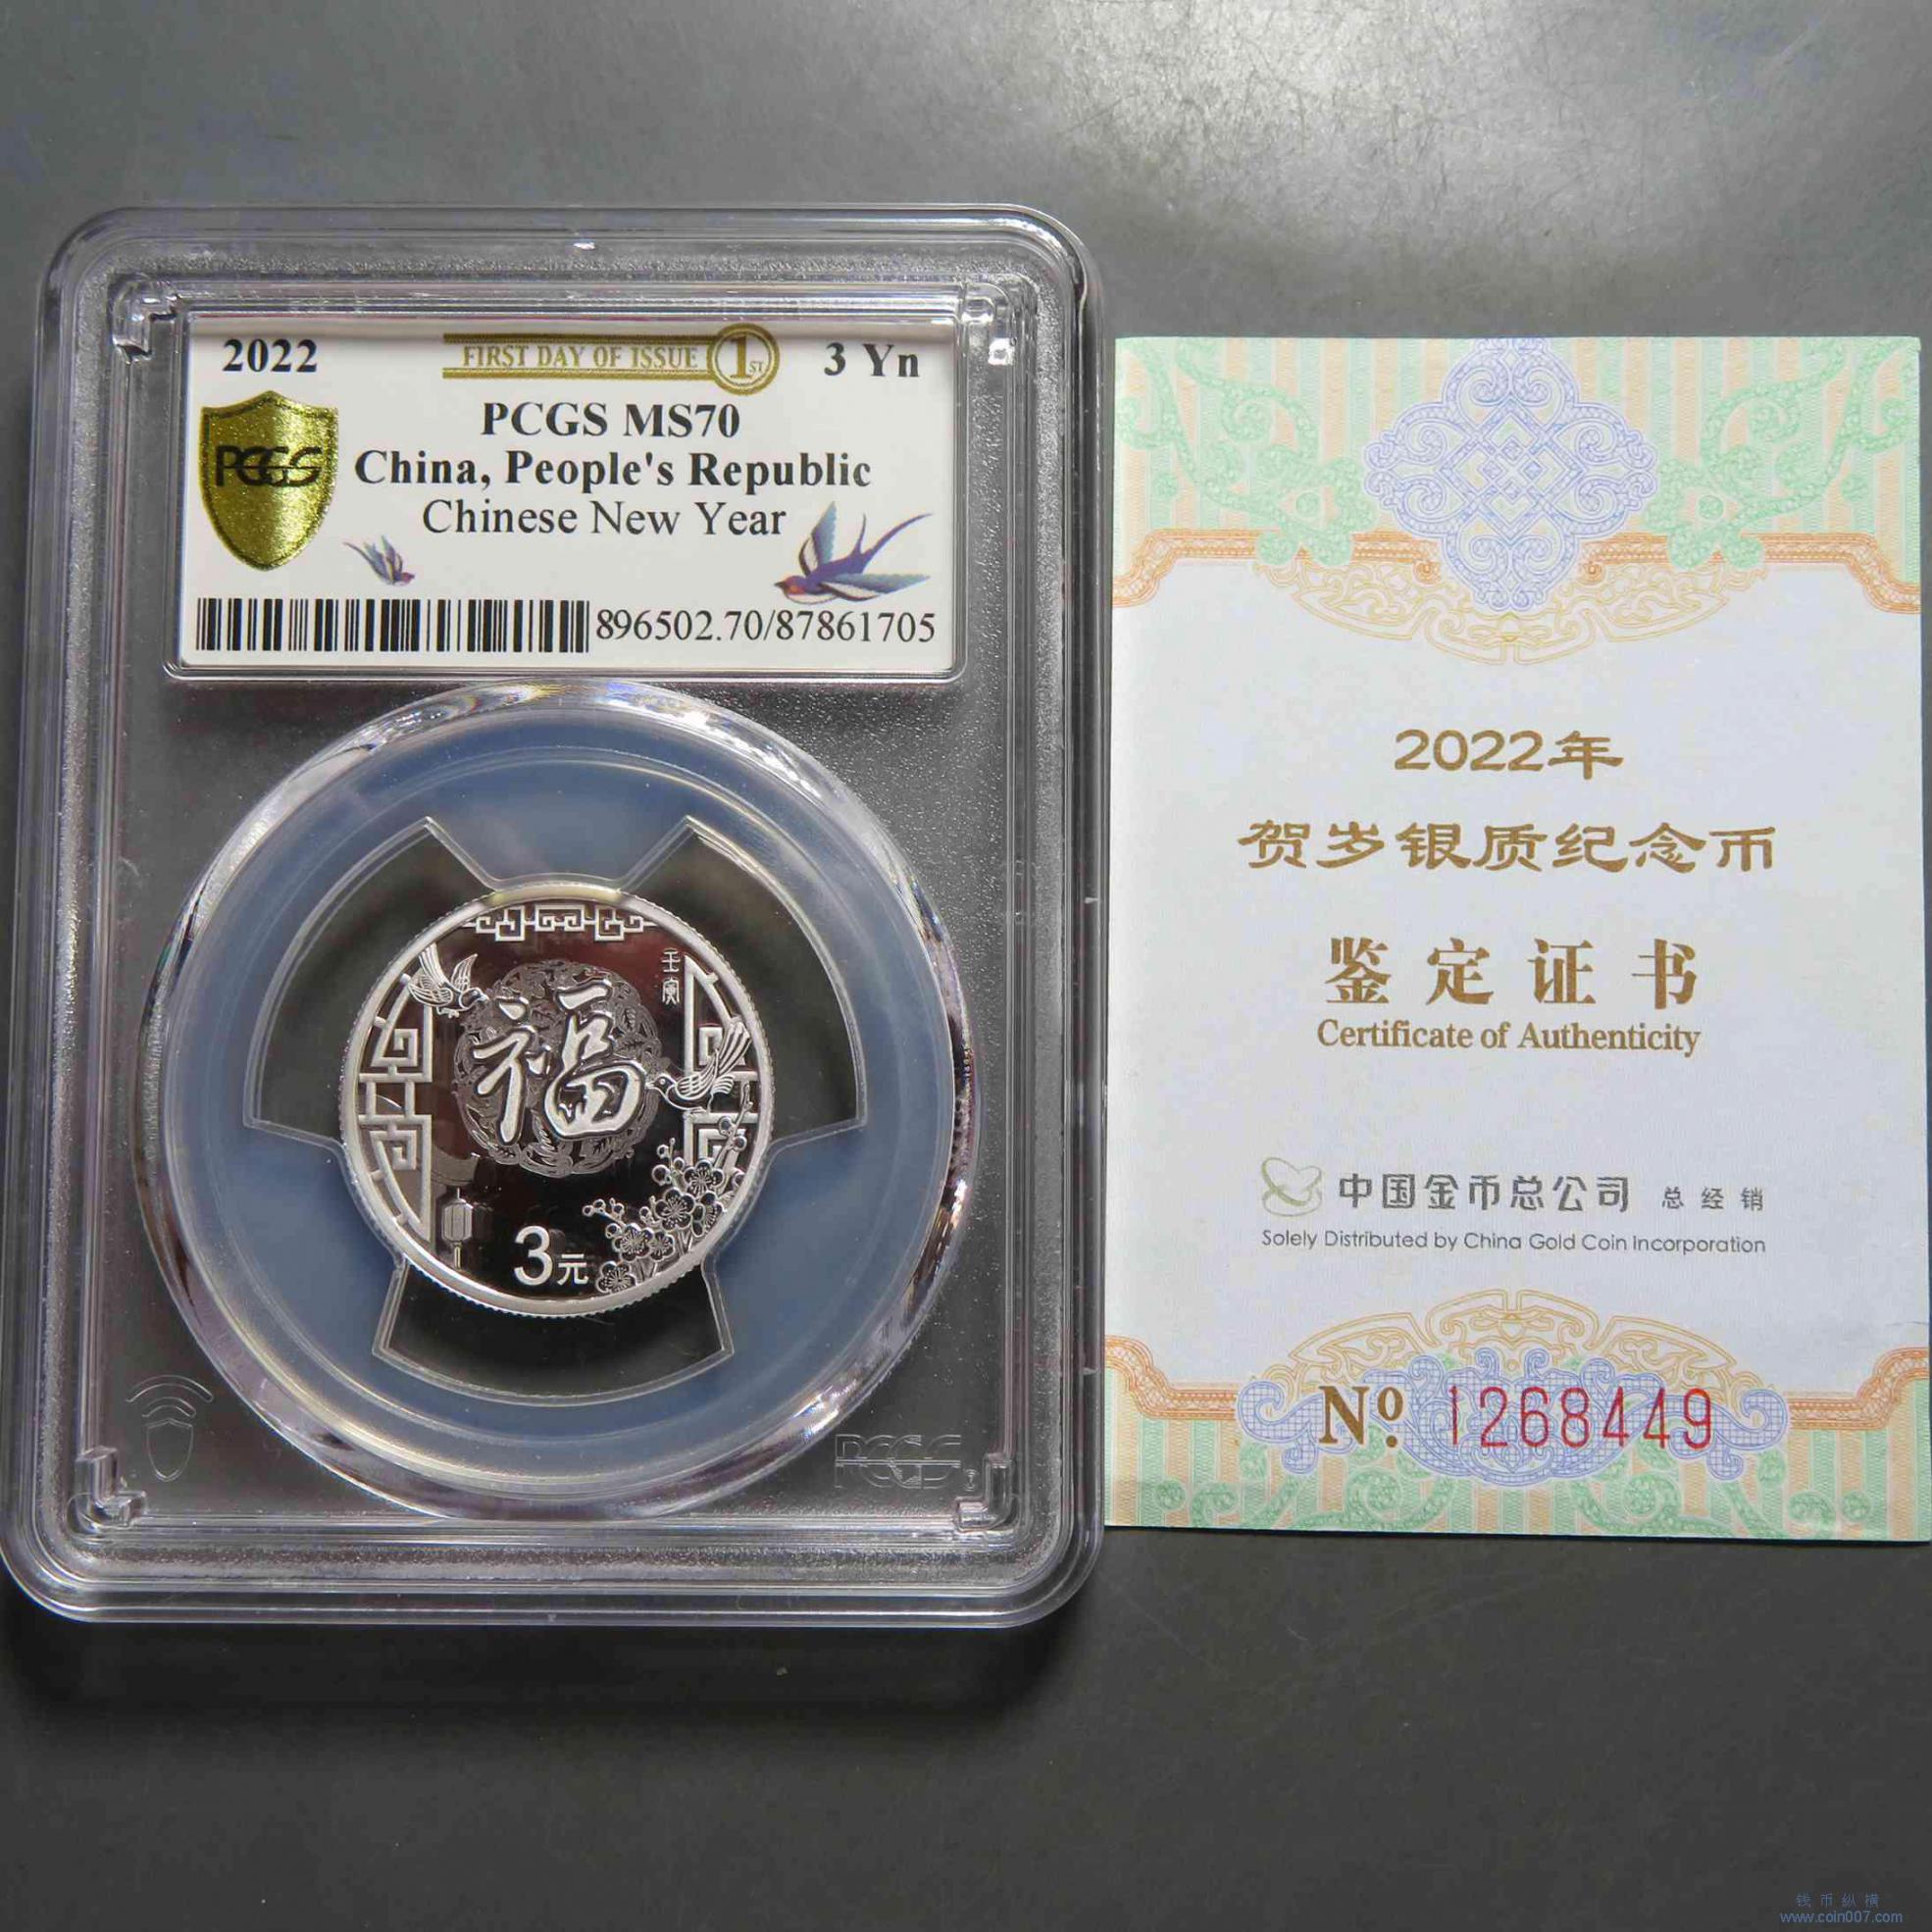 2022
FIRST DAY OF ISSUE 1ST
3 Yn
PCGS MS70
PCGS
China, People's Republic
Chinese New Year
896502.70/87861705
壬寅
福
3元
PCGS
2022年
贺岁银质纪念币
鉴定证书
Certificate of Authenticity
中国金币总公司 总经销
Solely Distributed by China Gold Coin Incorporation
Nº. 1268449
钱币纵横
www.coin007.com